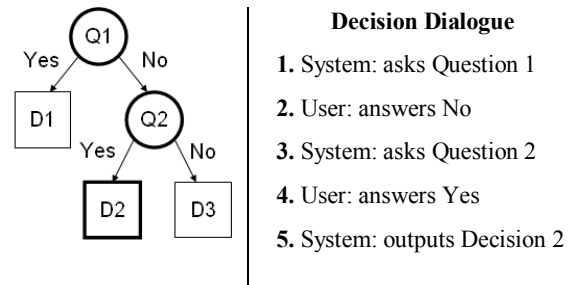 Q1
Yes No
D1
Q2
Yes No
D2 D3
Decision Dialogue
1. System: asks Question 1
2. User: answers No
3. System: asks Question 2
4. User: answers Yes
5. System: outputs Decision 2